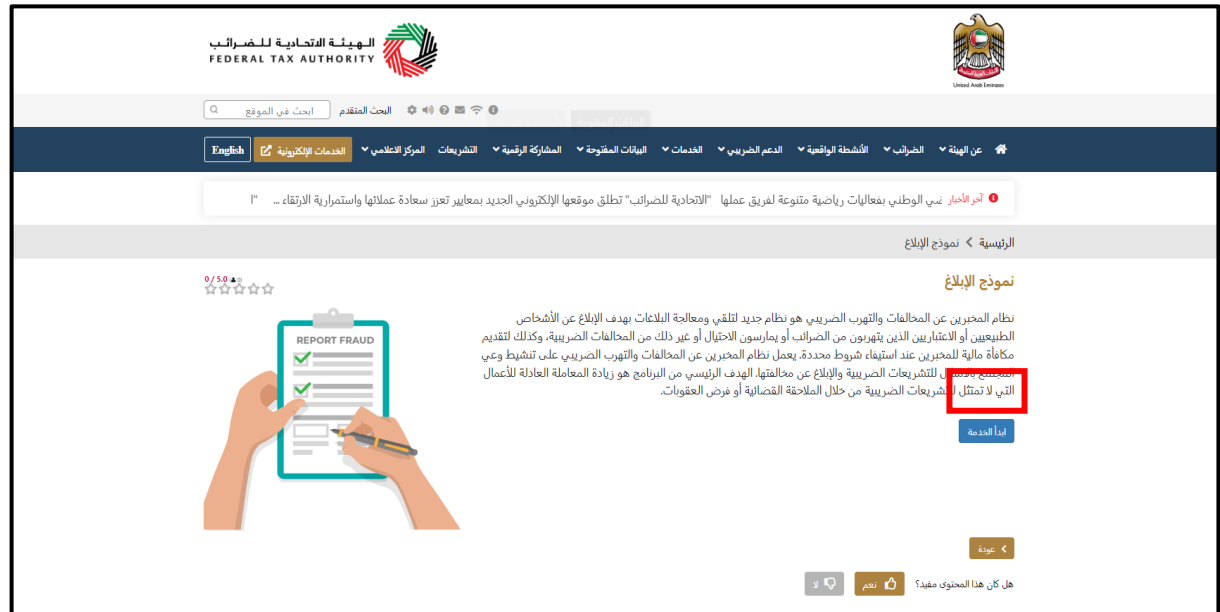 الهيئة الاتحادية للضرائب
FEDERAL TAX AUTHORITY
United Arab Emirates
البحث المتقدم
ابحث في الموقع
عن الهيئة
الضرائب
الأنشطة الواقعية
الدعم الضريبي
الخدمات
البيانات المفتوحة
المشاركة الرقمية
التشريعات
المركز الاعلامي
الخدمات الإلكترونية
English
آخر الأخبار
ضي الوطني بفعاليات رياضية متنوعة لفريق عملها "الاتحادية للضرائب" تطلق موقعها الإلكتروني الجديد بمعايير تعزز سعادة عملائها واستمرارية الارتقاء ... "ا
الرئيسية > نموذج الإبلاغ
نموذج الإبلاغ
0 / 5.0
نظام المخبرين عن المخالفات والتهرب الضريبي هو نظام جديد لتلقي ومعالجة البلاغات بهدف الإبلاغ عن الأشخاص
الطبيعيين أو الاعتباريين الذين يتهربون من الضرائب أو يمارسون الاحتيال أو غير ذلك من المخالفات الضريبية، وكذلك لتقديم
مكافأة مالية للمخبرين عند استيفاء شروط محددة. يعمل نظام المخبرين عن المخالفات والتهرب الضريبي على تنشيط وعي
للتشريعات الضريبية والإبلاغ عن مخالفتها. الهدف الرئيسي من البرنامج هو زيادة المعاملة العادلة للأعمال
التي لا تمتثل للتشريعات الضريبية من خلال الملاحقة القضائية أو فرض العقوبات.
REPORT FRAUD
ابدأ الخدمة
عودة
هل كان هذا المحتوى مفيد؟
نعم
لا